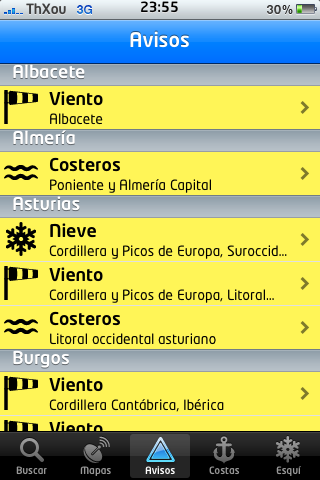 ThXou 3G 23:55 30%
Avisos
Albacete
Viento
Albacete
Almería
Costeros
Poniente y Almería Capital
Asturias
Nieve
Cordillera y Picos de Europa, Suroccid...
Viento
Cordillera y Picos de Europa, Litoral...
Costeros
Litoral occidental asturiano
Burgos
Viento
Cordillera Cantábrica, Ibérica
Viento
Buscar Mapas Avisos Costas Esquí